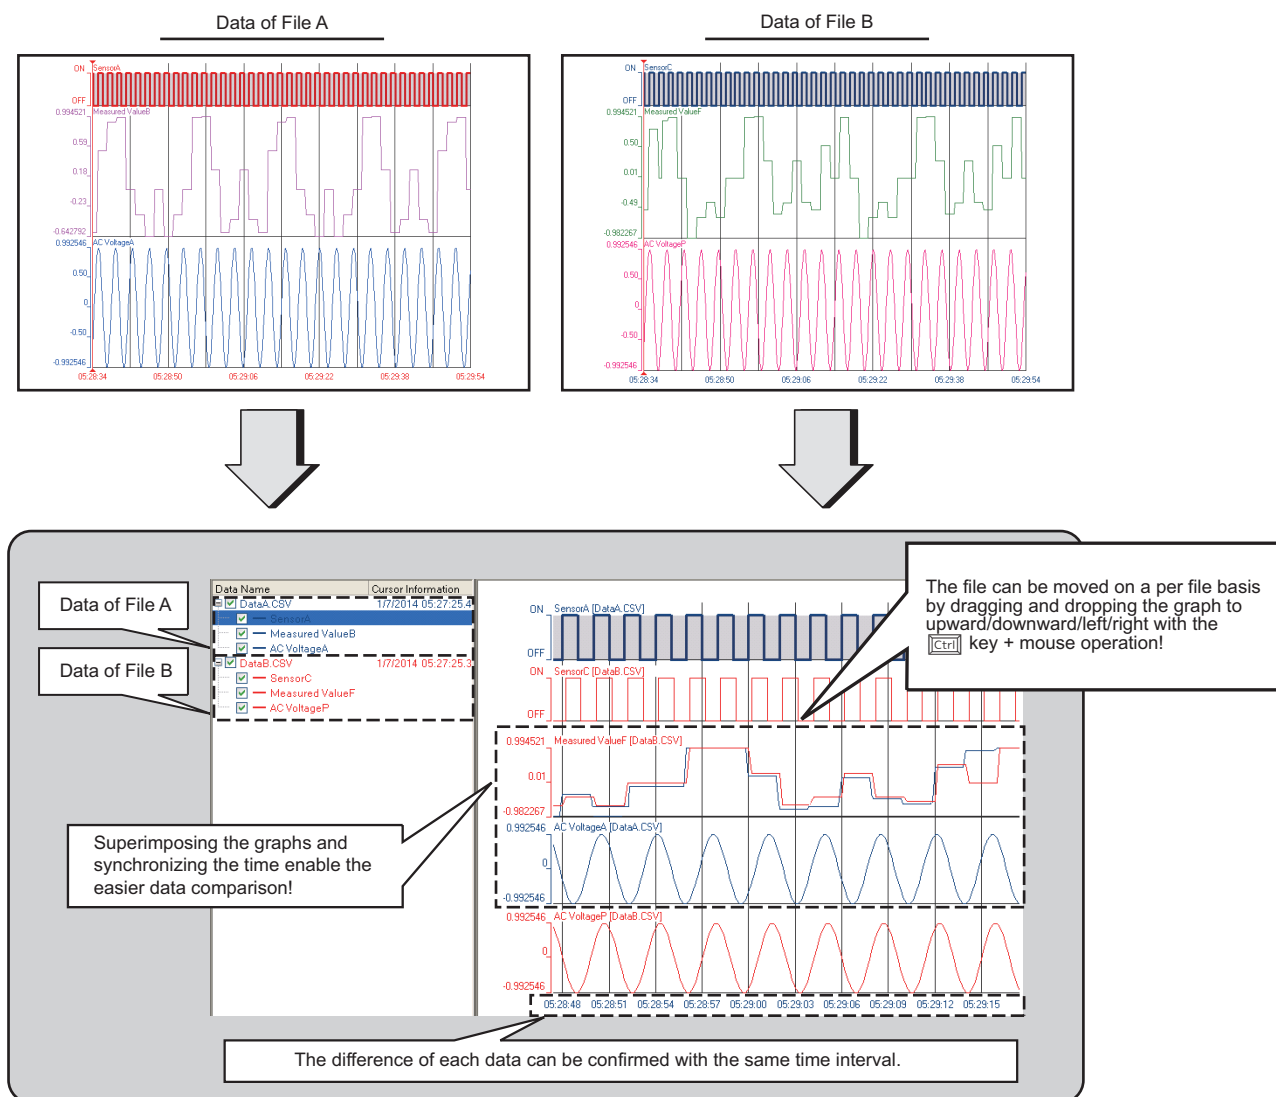 Data of File A
Data of File B
ON
SensorA
OFF
0.994521
Measured ValueB
0.59
0.18
-0.23
-0.642792
0.992546
AC VoltageA
0.50
0
-0.50
-0.992546
05:28:34 05:28:50 05:29:06 05:29:22 05:29:38 05:29:54
ON
SensorC
OFF
0.994521
Measured ValueF
0.50
0.01
-0.49
-0.982267
0.992546
AC VoltageP
0.50
0
-0.50
-0.992546
05:28:34 05:28:50 05:29:06 05:29:22 05:29:38 05:29:54
Data of File A
Data of File B
Data Name Cursor Information
DataA.CSV 1/7/2014 05:27:25.4
SensorA
Measured ValueB
AC VoltageA
DataB.CSV 1/7/2014 05:27:25.3
SensorC
Measured ValueF
AC VoltageP
ON
SensorA [DataA.CSV]
OFF
ON
SensorC [DataB.CSV]
OFF
0.994521
Measured ValueF [DataB.CSV]
0.01
-0.982267
0.992546
AC VoltageA [DataA.CSV]
0
-0.992546
0.992546
AC VoltageP [DataB.CSV]
0
-0.992546
05:28:48 05:28:51 05:28:54 05:28:57 05:29:00 05:29:03 05:29:06 05:29:09 05:29:12 05:29:15
The file can be moved on a per file basis
by dragging and dropping the graph to
upward/downward/left/right with the
Ctrl key + mouse operation!
Superimposing the graphs and
synchronizing the time enable the
easier data comparison!
The difference of each data can be confirmed with the same time interval.